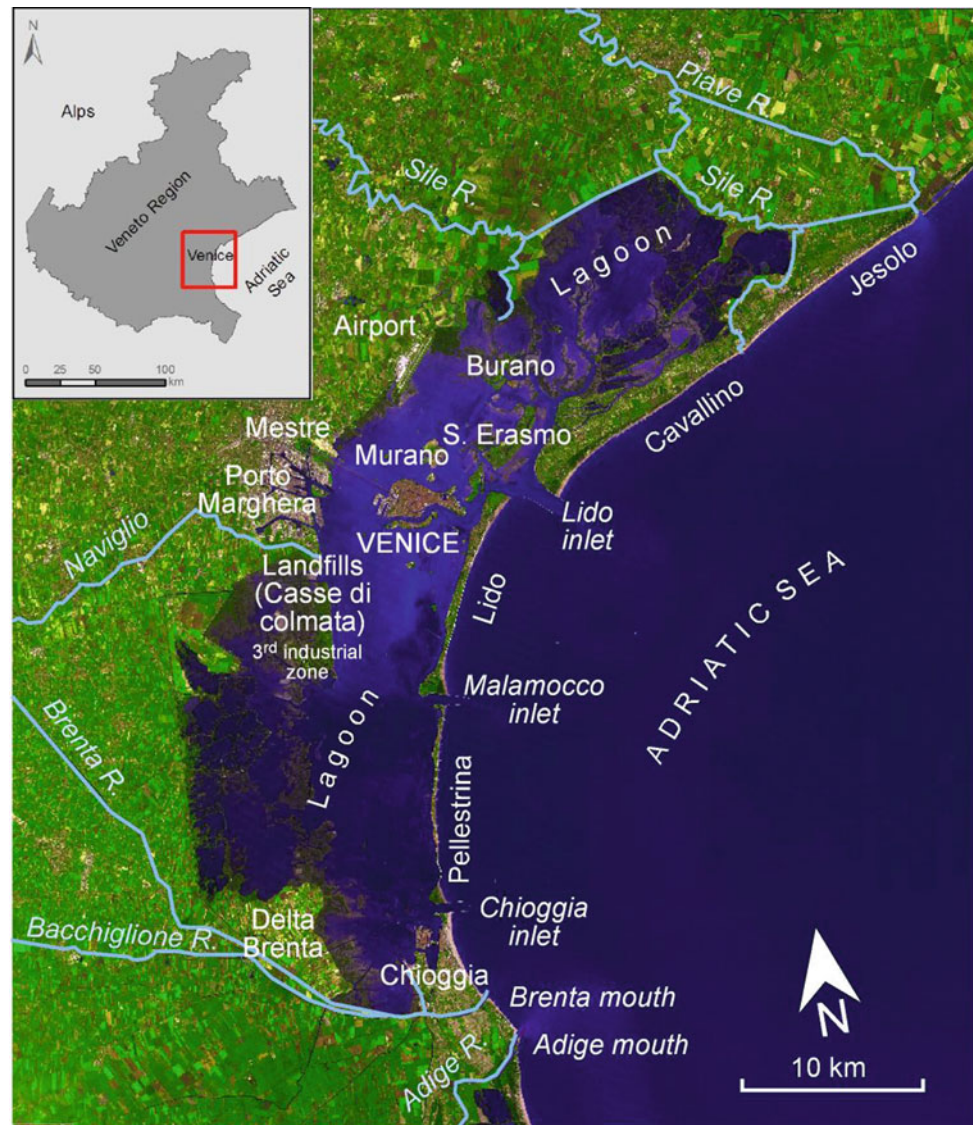 N
Alps
Veneto Region
Venice
Adriatic
Sea
0 25 50 100
km
Piave R.
Sile R.
Sile R.
Lagoon
Jesolo
Airport
Burano
Cavallino
Mestre
S. Erasmo
Murano
Porto
Marghera
Lido
inlet
Naviglio
VENICE
Landfills
(Casse di
colmata)
3rd industrial
zone
Lido
ADRIATIC SEA
Malamocco
inlet
Lagoon
Brenta R.
Pellestrina
Chioggia
inlet
Delta
Brenta
Bacchiglione R.
Chioggia
Brenta mouth
Adige mouth
Adige R.
N
10 km